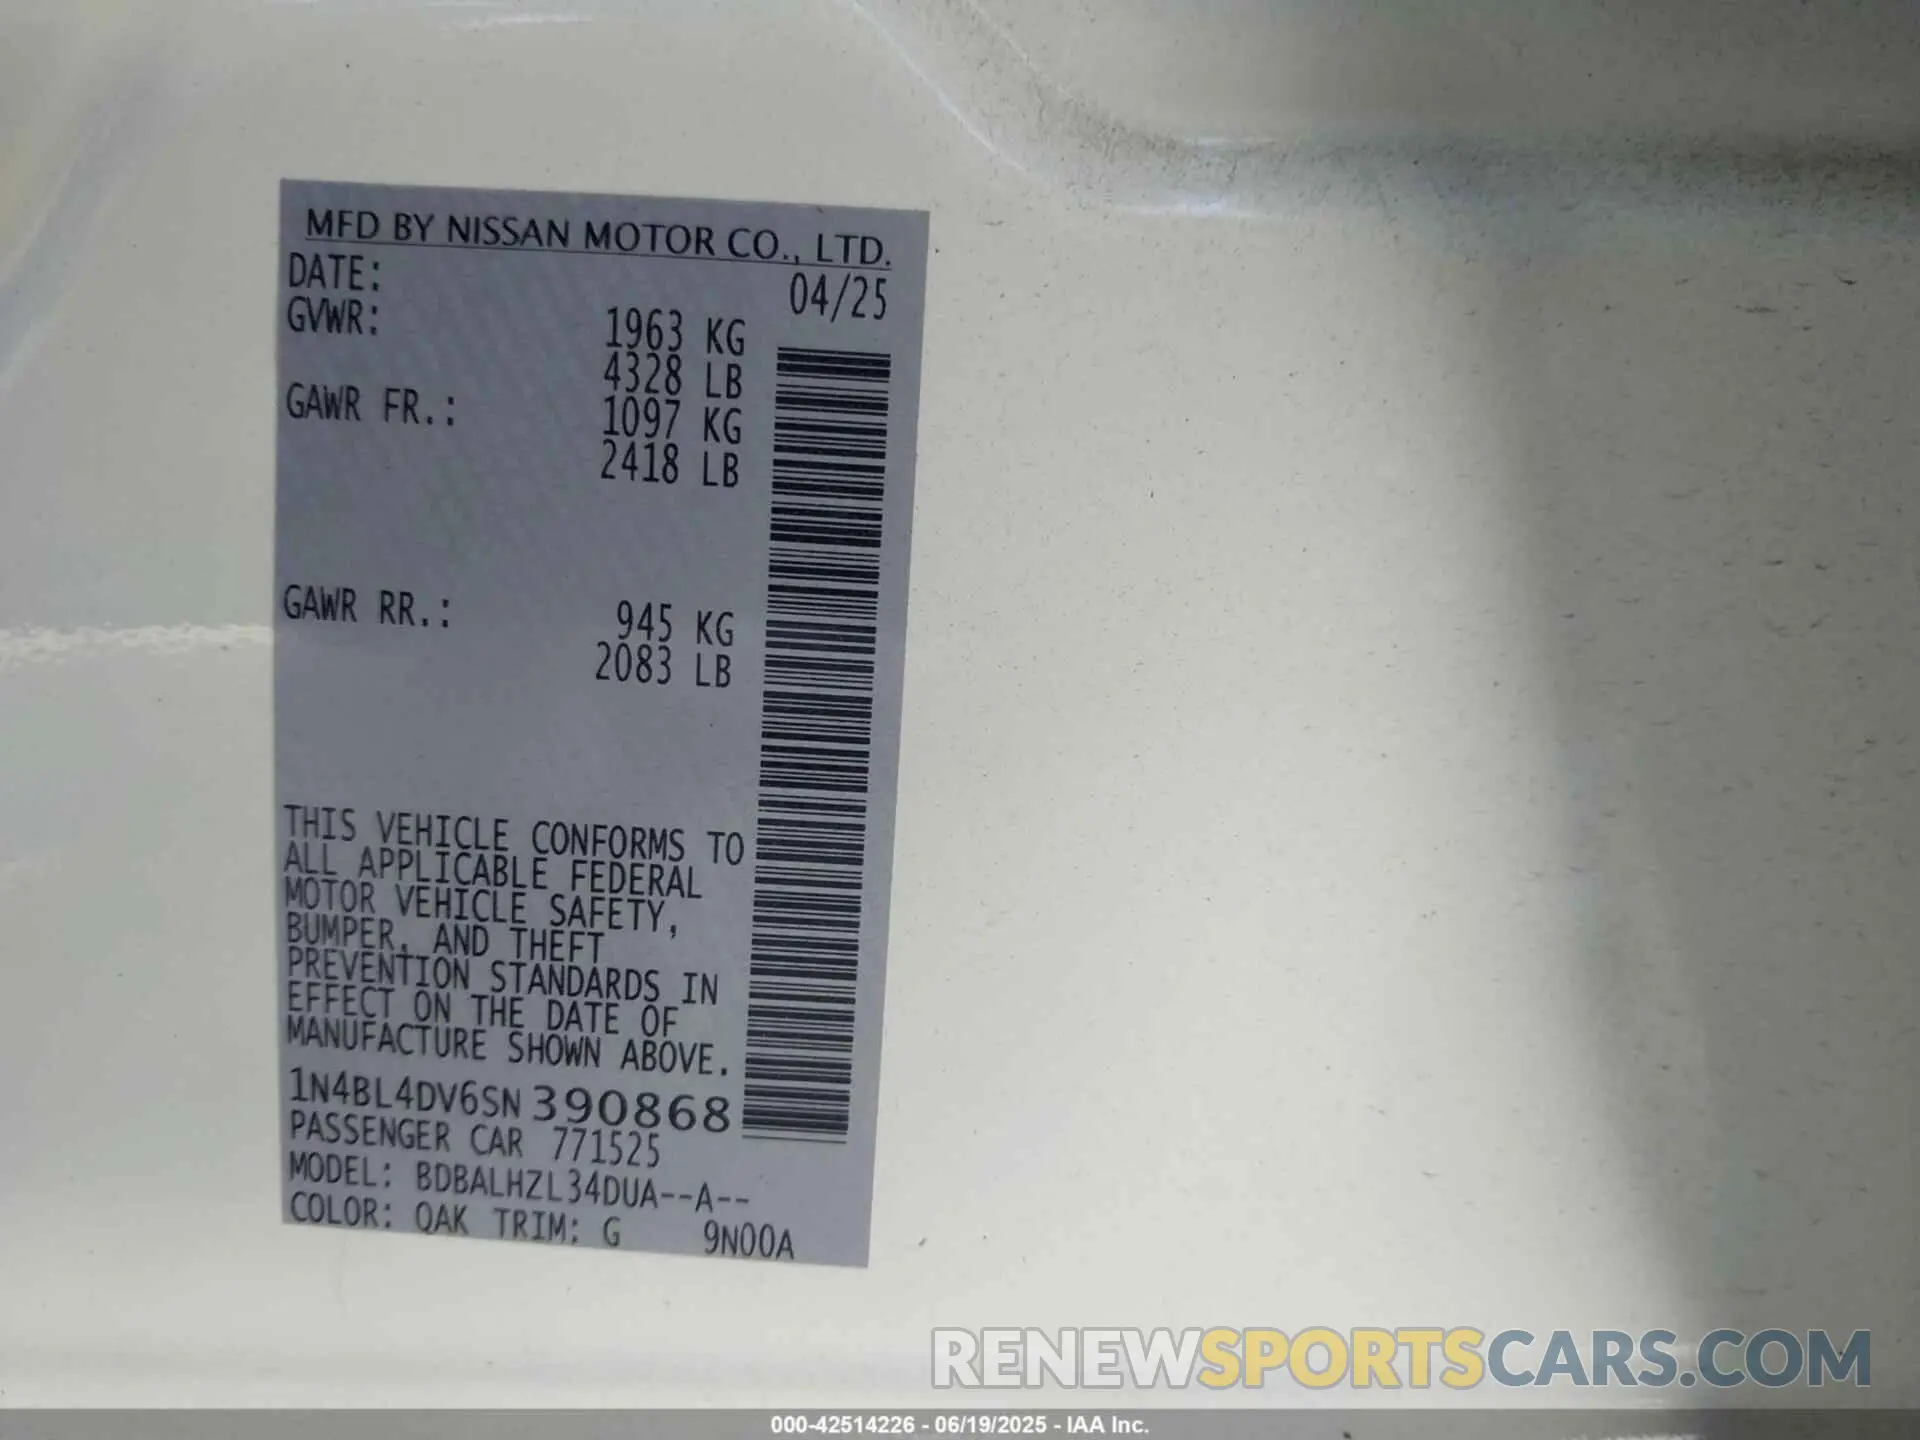 MFD BY NISSAN MOTOR CO., LTD.
DATE: 04/25
GVWR: 1963 KG
4328 LB
GAWR FR.: 1097 KG
2418 LB
GAWR RR.: 945 KG
2083 LB
THIS VEHICLE CONFORMS TO
ALL APPLICABLE FEDERAL
MOTOR VEHICLE SAFETY,
BUMPER, AND THEFT
PREVENTION STANDARDS IN
EFFECT ON THE DATE OF
MANUFACTURE SHOWN ABOVE.
1N4BL4DV6SN390868
PASSENGER CAR 771525
MODEL: BDBALHZL34DUA--A--
COLOR: QAK TRIM: G 9N00A
RENEWSPORTSCARS.COM
000-42514226 - 06/19/2025 - IAA Inc.